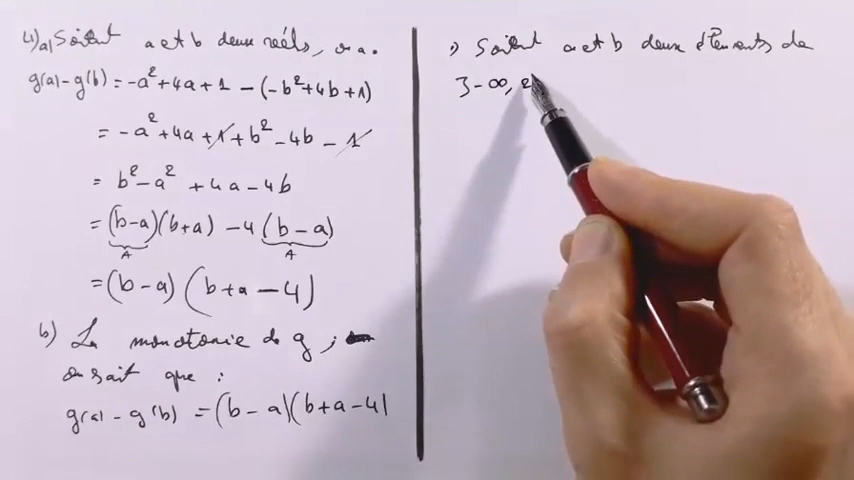 4)a) Soient a et b deux réels, on a.
g(a) - g(b) = -a² + 4a + 1 - (-b² + 4b + 1)
= -a² + 4a + 1 + b² - 4b - 1
= b² - a² + 4a - 4b
= (b-a)(b+a) - 4(b-a)
A A
= (b-a)(b+a-4)
b) La monotonie de g ;
on sait que :
g(a) - g(b) = (b-a)(b+a-4)
Soient a et b deux éléments de
]-∞, 2